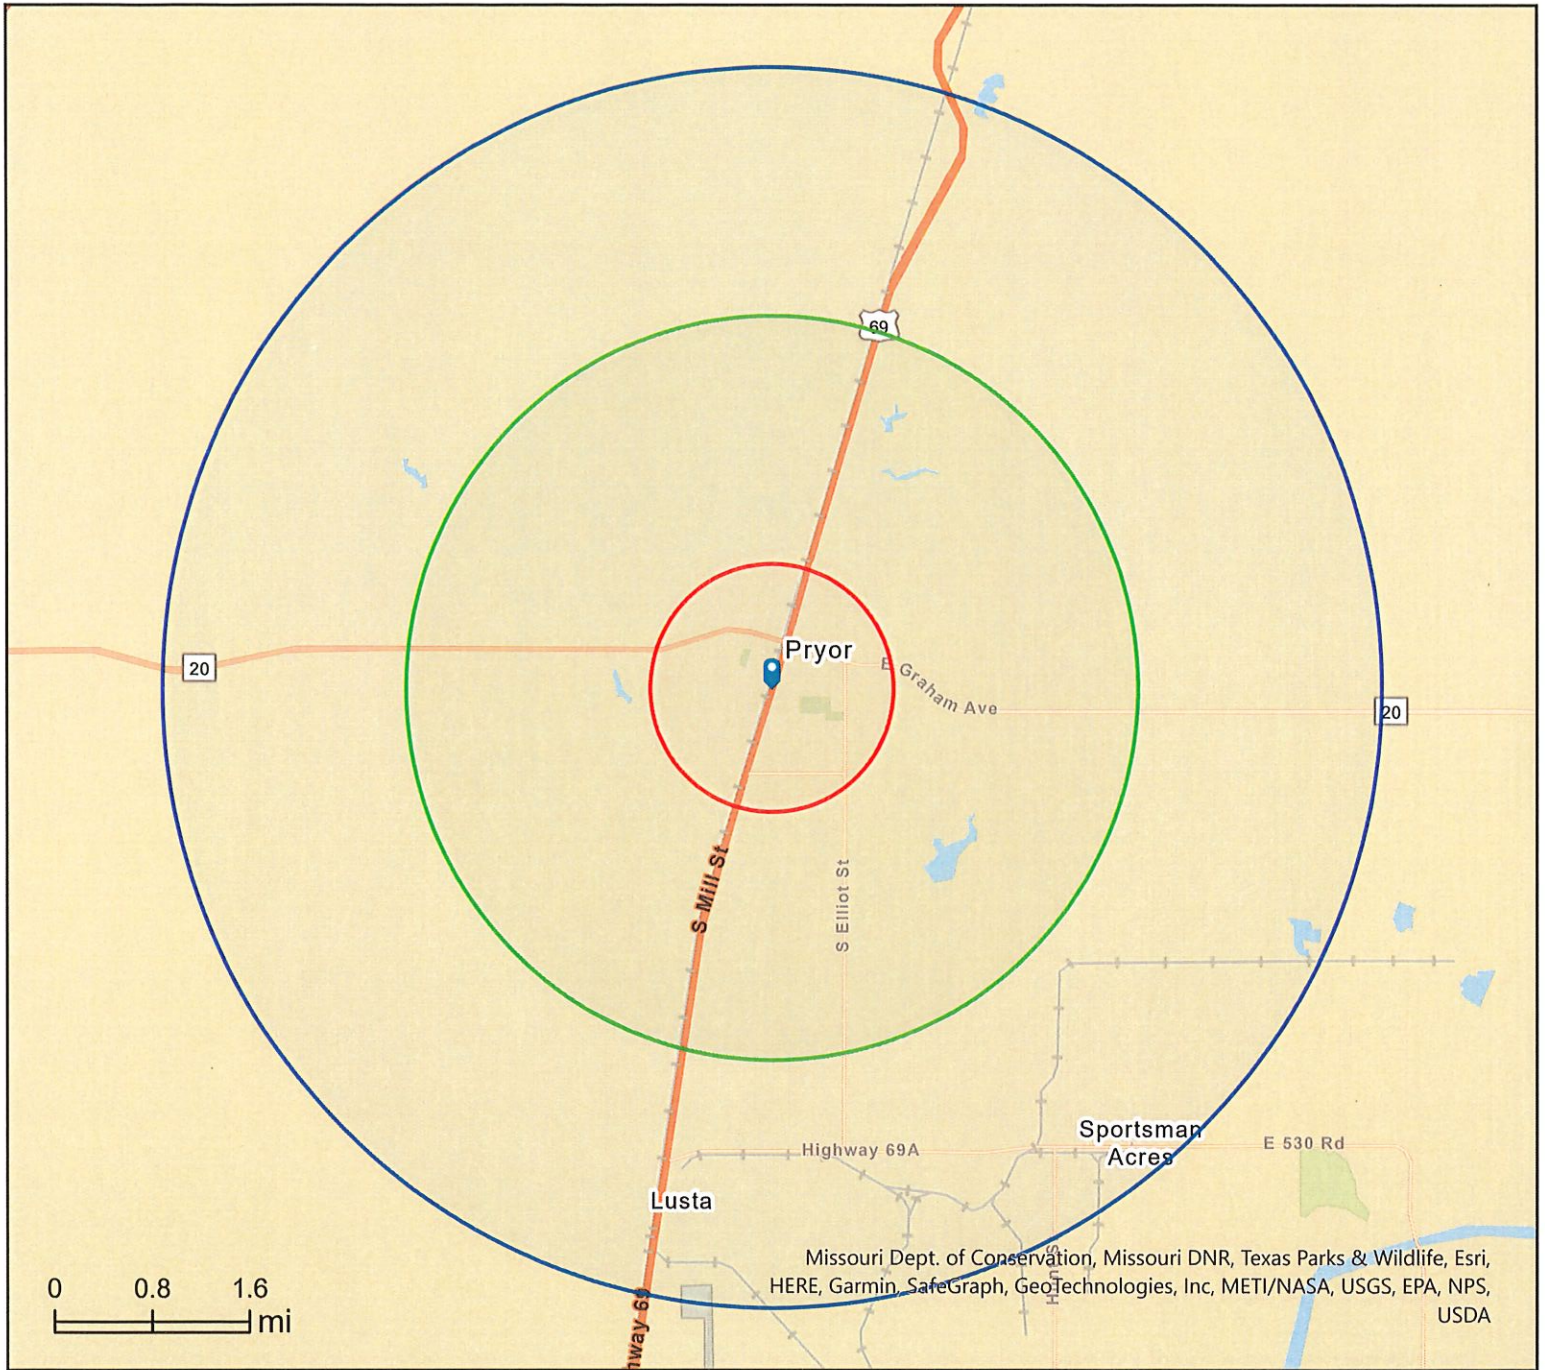 69
20
Pryor
E Graham Ave
20
S Mill St
S Elliot St
Sportsman
Acres
Highway 69A
E 530 Rd
Lusta
Missouri Dept. of Conservation, Missouri DNR, Texas Parks & Wildlife, Esri,
HERE, Garmin, SafeGraph, GeoTechnologies, Inc, METI/NASA, USGS, EPA, NPS,
USDA
0 0.8 1.6
mi
hway 69